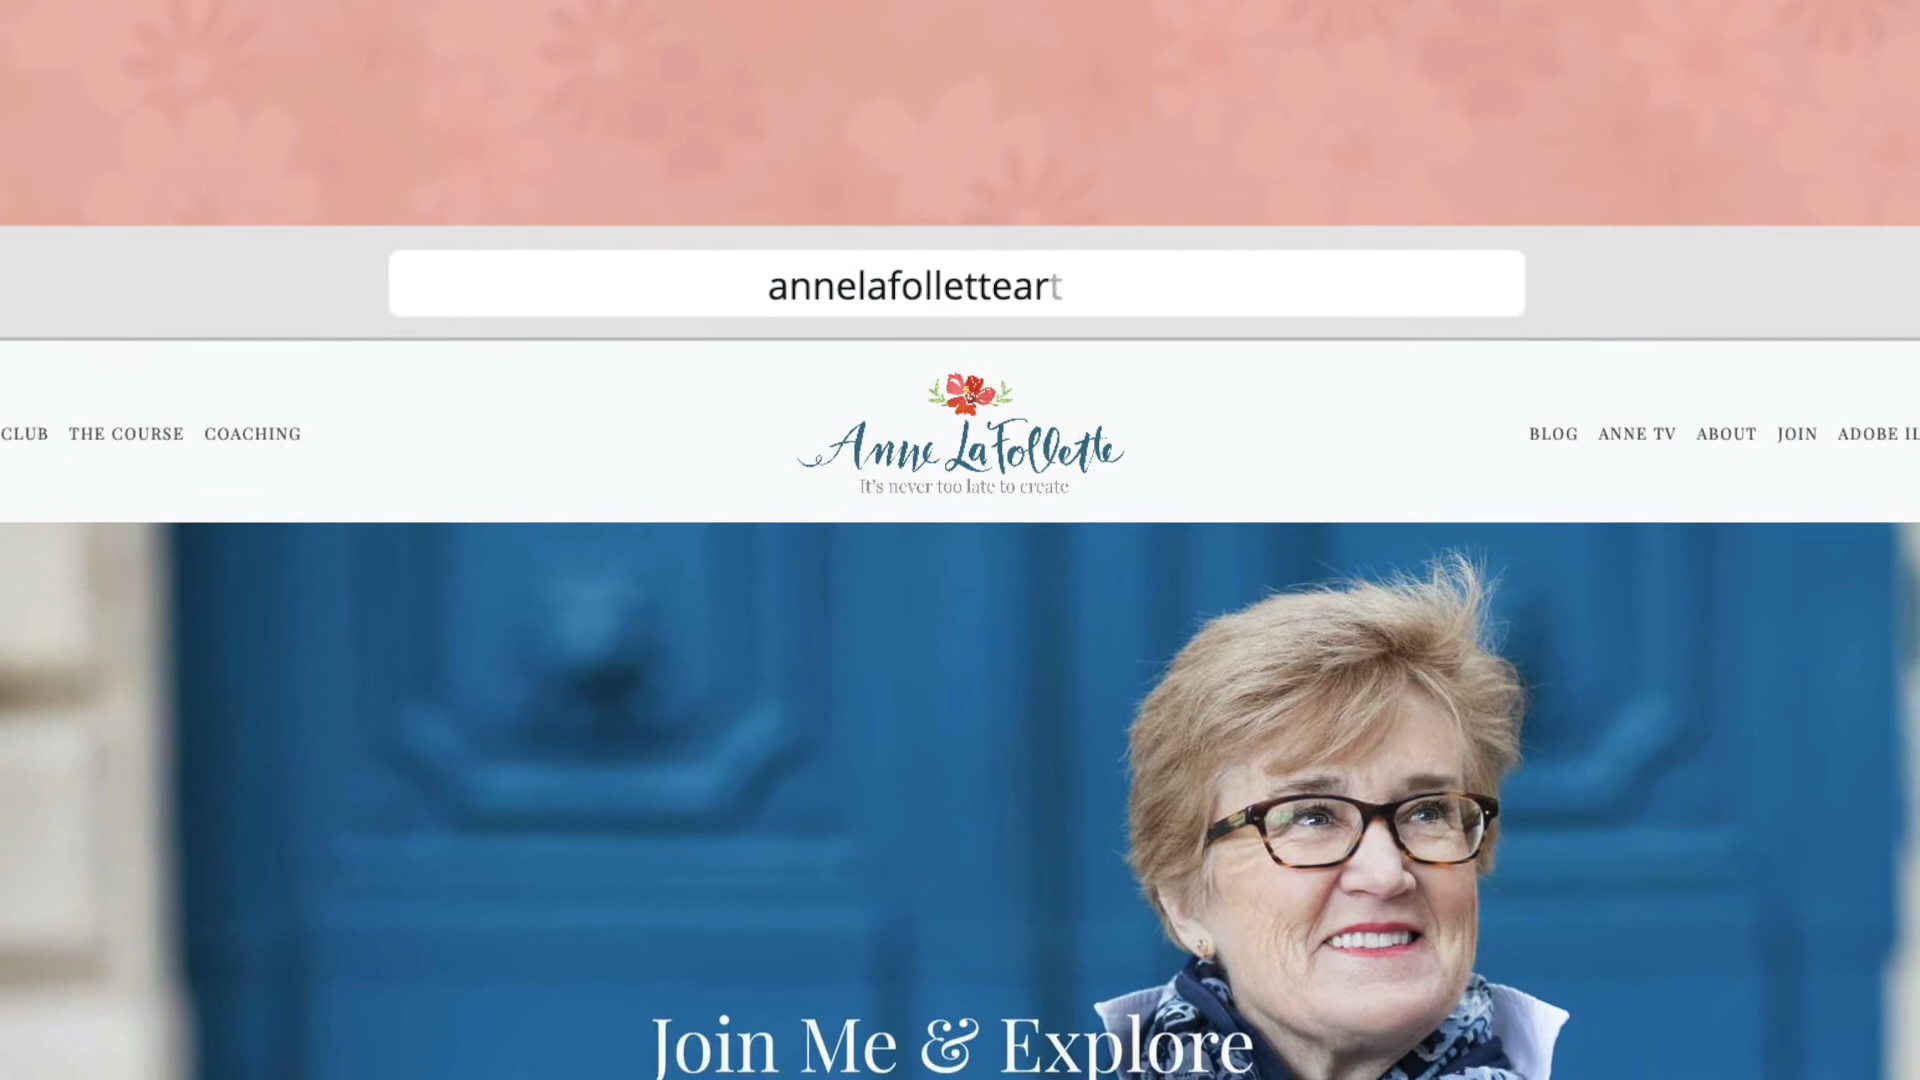 annelafolletteart
CLUB THE COURSE COACHING
Anne LaFollette
It's never too late to create
BLOG ANNE TV ABOUT JOIN ADOBE IL
Join Me & Explore